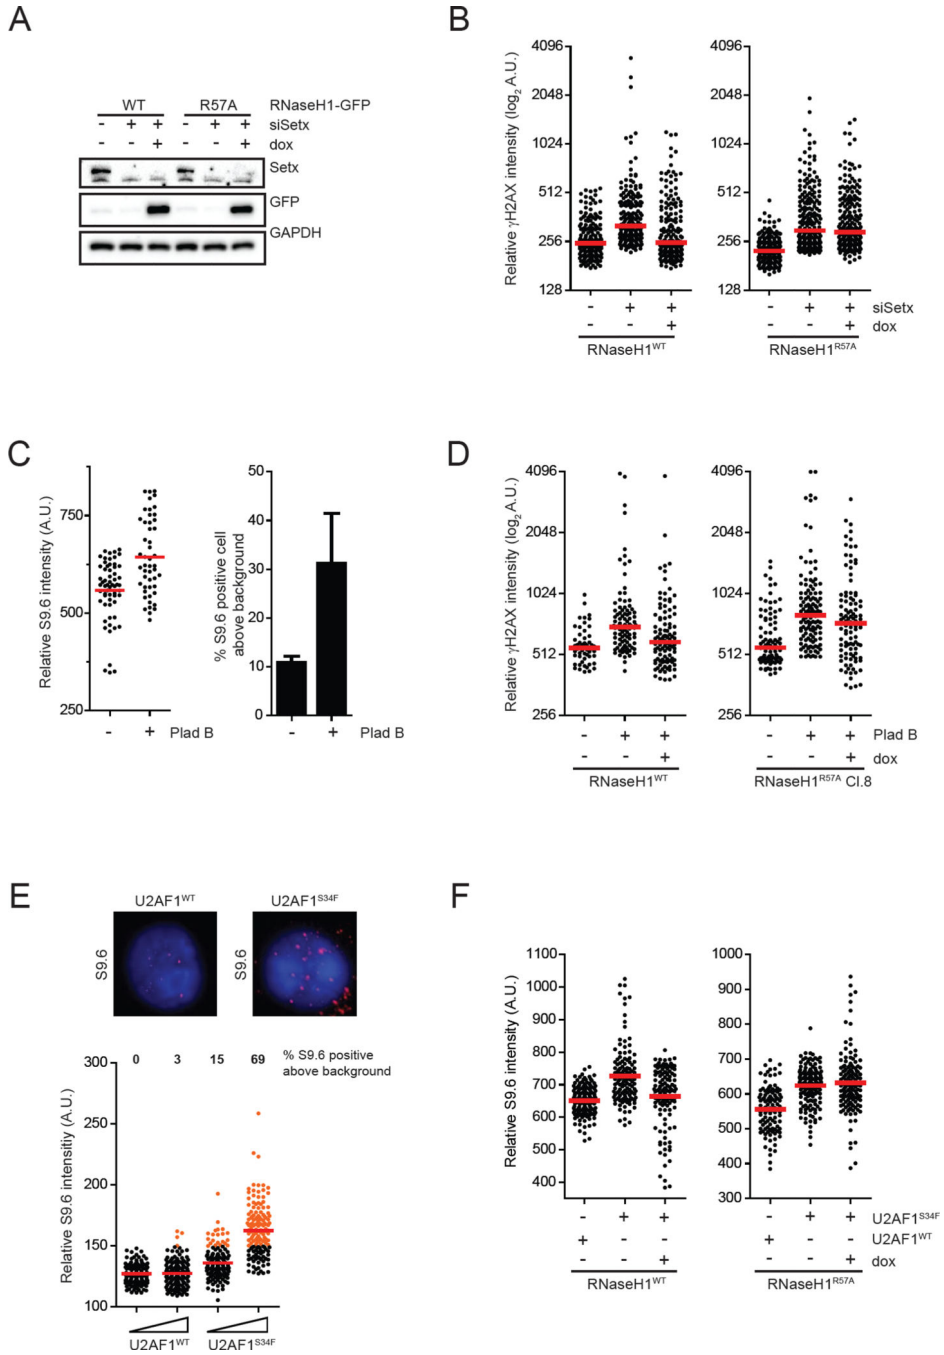 A
WT R57A RNaseH1-GFP
- + + - + + siSetx
- - + - - + dox
Setx
GFP
GAPDH
B
Relative γH2AX intensity (log2 A.U.)
4096
2048
1024
512
256
128
4096
2048
1024
512
256
128
- + + - + + siSetx
- - + - - + dox
RNaseH1WT RNaseH1R57A
C
Relative S9.6 intensity (A.U.)
750
500
250
- + Plad B
% S9.6 positive cell
above background
50
40
30
20
10
0
- + Plad B
D
Relative γH2AX intensity (log2 A.U.)
4096
2048
1024
512
256
4096
2048
1024
512
256
- + + - + + Plad B
- - + - - + dox
RNaseH1WT RNaseH1R57A Cl.8
E
U2AF1WT U2AF1S34F
S9.6 S9.6
0 3 15 69 % S9.6 positive
above background
Relative S9.6 intensitiy (A.U.)
300
250
200
150
100
U2AF1WT U2AF1S34F
F
Relative S9.6 intensity (A.U.)
1100
1000
900
800
700
600
500
400
1000
900
800
700
600
500
400
300
- + + - + + U2AF1S34F
+ - - + - - U2AF1WT
- - + - - + dox
RNaseH1WT RNaseH1R57A